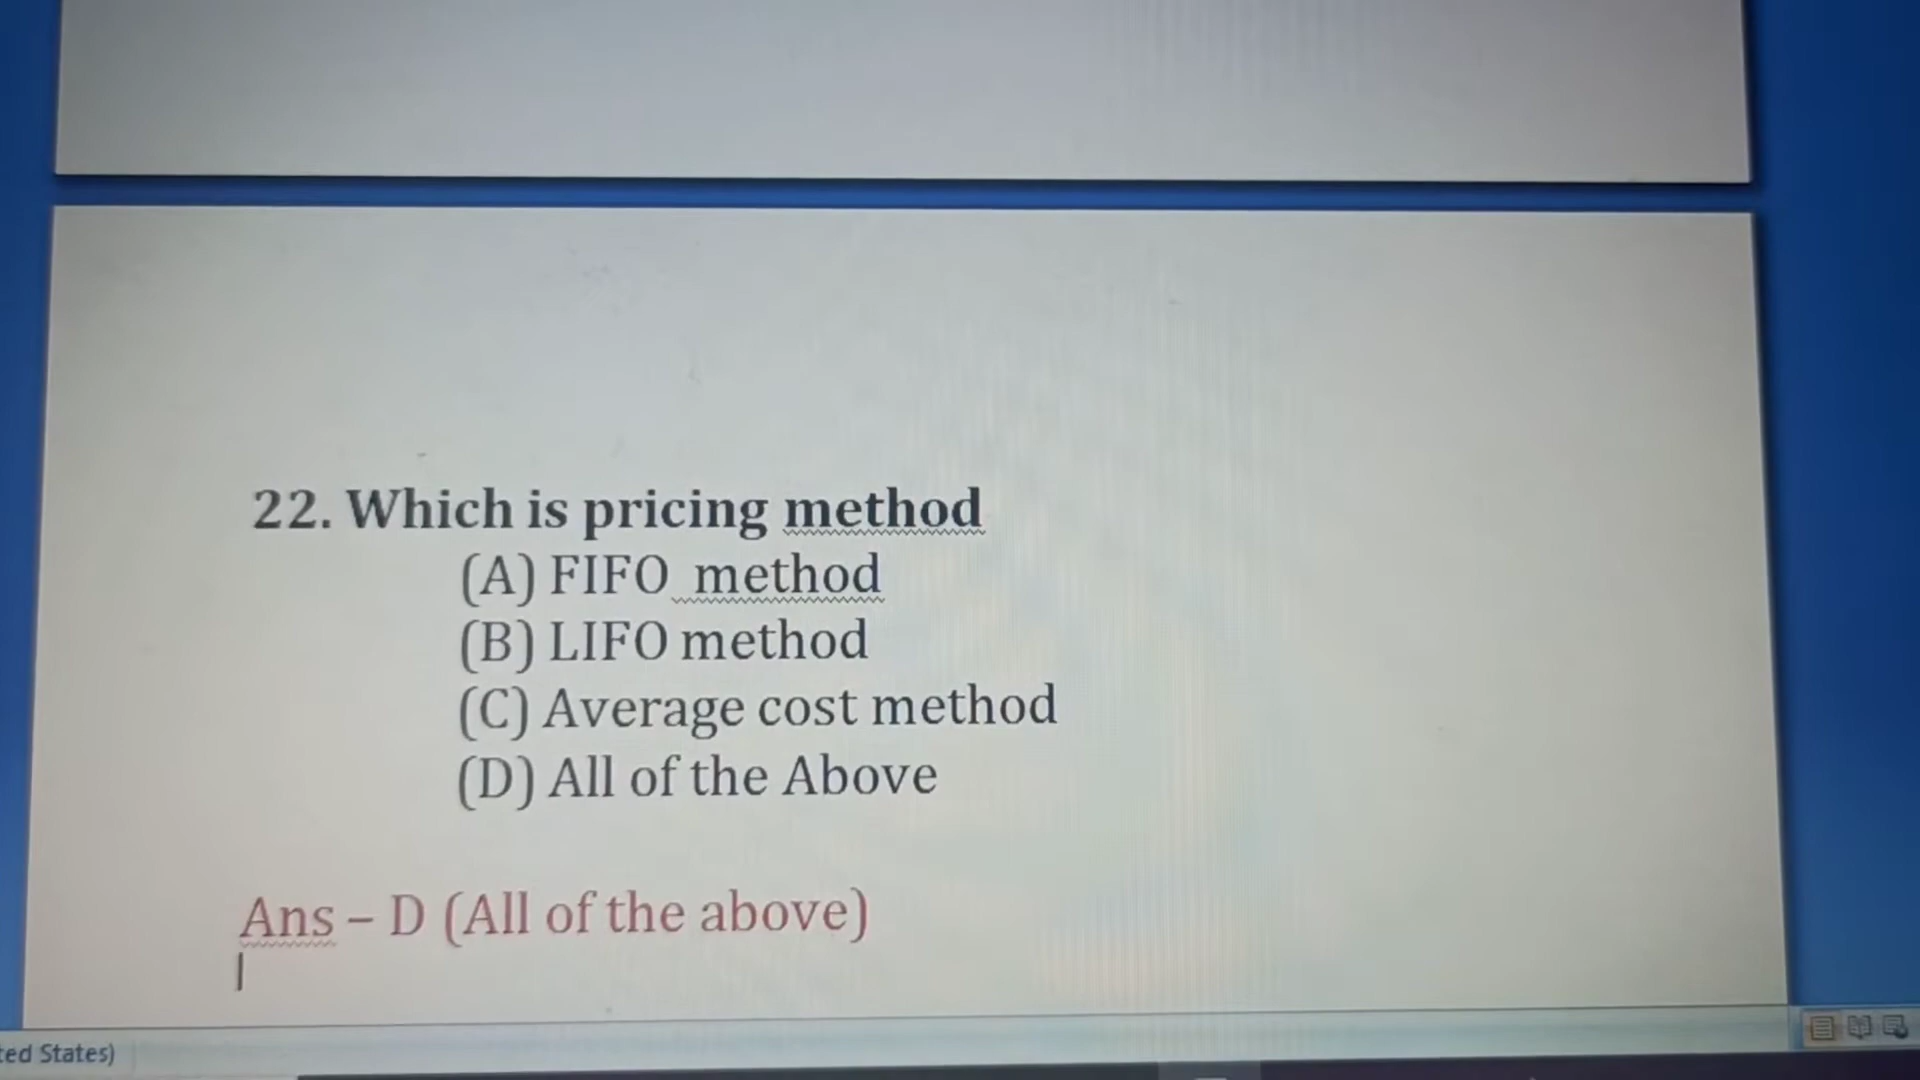 22. Which is pricing method
(A) FIFO method
(B) LIFO method
(C) Average cost method
(D) All of the Above
Ans – D (All of the above)
States)